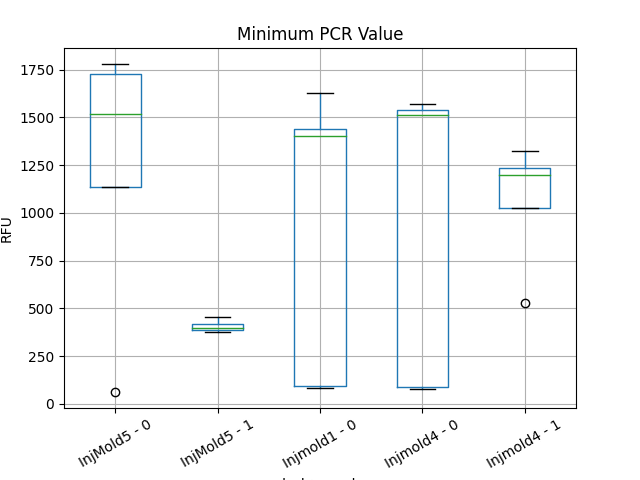 Minimum PCR Value
1750
1500
1250
1000
750
500
250
0
RFU
InjMold5 - 0
InjMold5 - 1
Injmold1 - 0
Injmold4 - 0
Injmold4 - 1